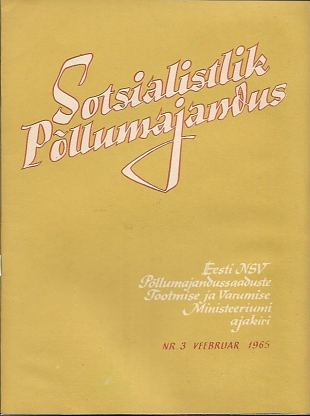 Sotsialistlik
Põllumajandus
Eesti NSV
Põllumajandussaaduste
Tootmise ja Varumise
Ministeeriumi
ajakiri
NR. 3 VEEBRUAR 1965